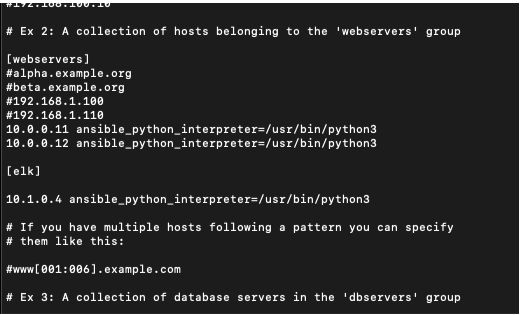 #192.168.100.10
# Ex 2: A collection of hosts belonging to the 'webservers' group
[webservers]
#alpha.example.org
#beta.example.org
#192.168.1.100
#192.168.1.110
10.0.0.11 ansible_python_interpreter=/usr/bin/python3
10.0.0.12 ansible_python_interpreter=/usr/bin/python3
[elk]
10.1.0.4 ansible_python_interpreter=/usr/bin/python3
# If you have multiple hosts following a pattern you can specify
# them like this:
#www[001:006].example.com
# Ex 3: A collection of database servers in the 'dbservers' group